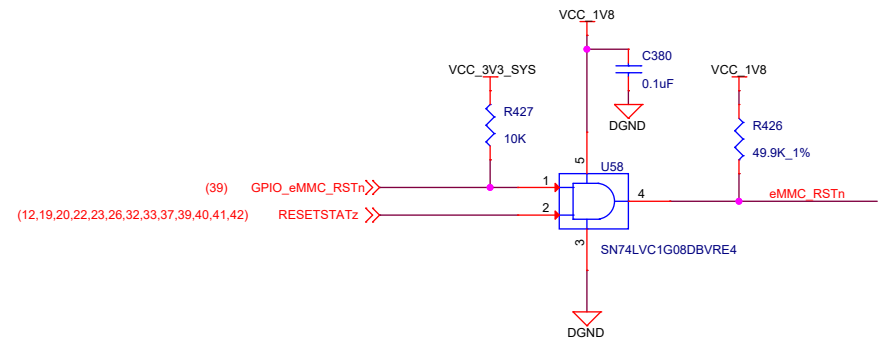 VCC_1V8
C380
0.1uF
DGND
VCC_3V3_SYS
R427
10K
VCC_1V8
R426
49.9K_1%
U58
5
(39) GPIO_eMMC_RSTn 1
4 eMMC_RSTn
(12,19,20,22,23,26,32,33,37,39,40,41,42) RESETSTATz 2
3
SN74LVC1G08DBVRE4
DGND